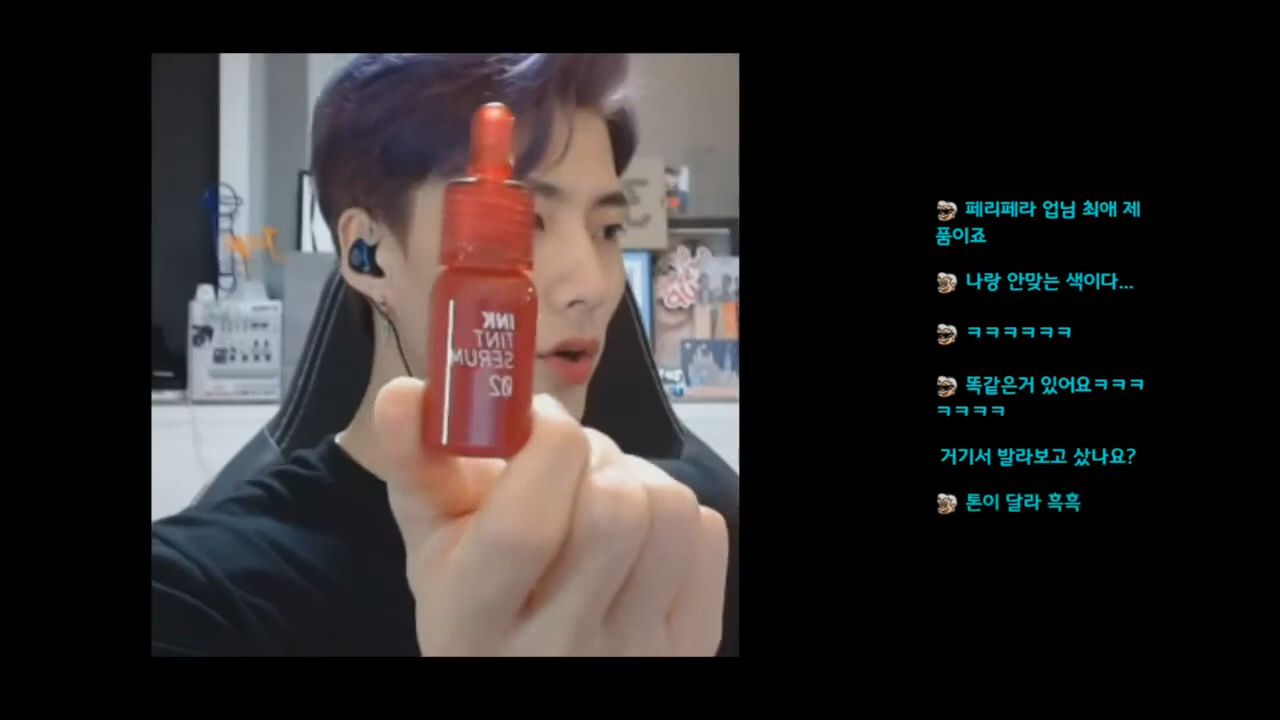 INK
TINT
SERUM
02
페리페라 업님 최애 제
품이죠
나랑 안맞는 색이다...
ㅋㅋㅋㅋㅋㅋ
똑같은거 있어요ㅋㅋㅋ
ㅋㅋㅋㅋ
거기서 발라보고 샀나요?
톤이 달라 흑흑